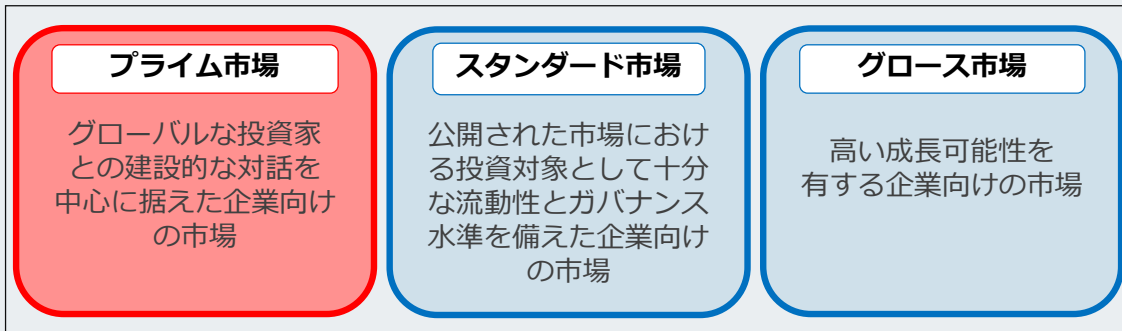 プライム市場
グローバルな投資家
との建設的な対話を
中心に据えた企業向け
の市場
スタンダード市場
公開された市場におけ
る投資対象として十分
な流動性とガバナンス
水準を備えた企業向け
の市場
グロース市場
高い成長可能性を
有する企業向けの市場